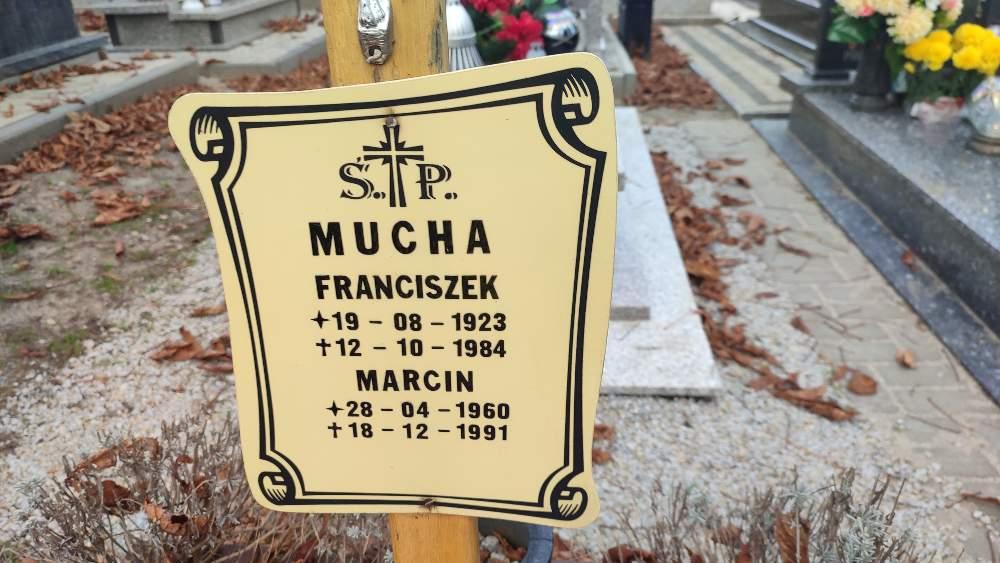 Ś. P.
MUCHA
FRANCISZEK
✦19 - 08 - 1923
✝12 - 10 - 1984
MARCIN
✦28 - 04 - 1960
✝18 - 12 - 1991